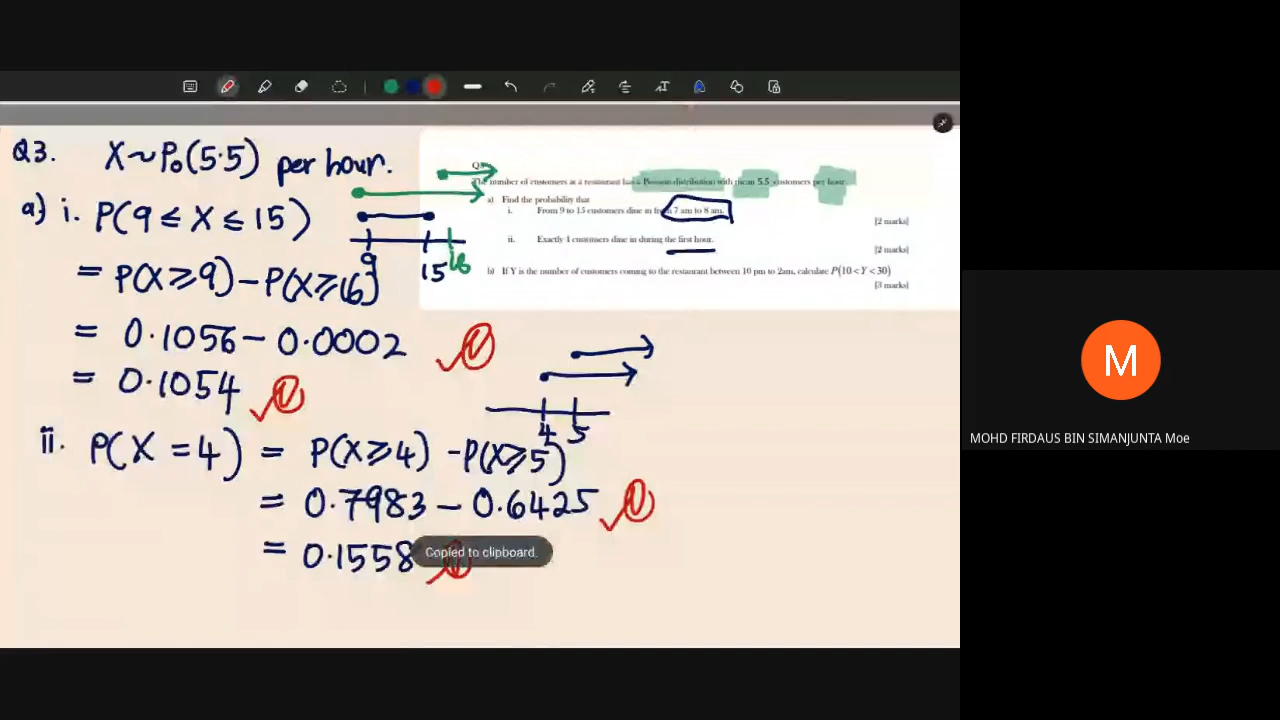 Q3. X~Po(5.5) per hour.
The number of customers at a restaurant has a Poisson distribution with mean 5.5 customers per hour.
a) Find the probability that
i. From 9 to 15 customers dine in from 7 am to 8 am.
[2 marks]
ii. Exactly 4 customers dine in during the first hour.
[2 marks]
b) If Y is the number of customers coming to the restaurant between 10 pm to 2am, calculate P(10 < Y < 30)
[3 marks]
a) i. P(9 ≤ X ≤ 15)
9 15 16
= P(X≥9) - P(X≥16)
= 0.1056 - 0.0002 ✓①
= 0.1054 ✓①
4 5
ii. P(X = 4) = P(X≥4) - P(X≥5)
= 0.7983 - 0.6425 ✓①
= 0.1558
Copied to clipboard.
M
MOHD FIRDAUS BIN SIMANJUNTA Moe